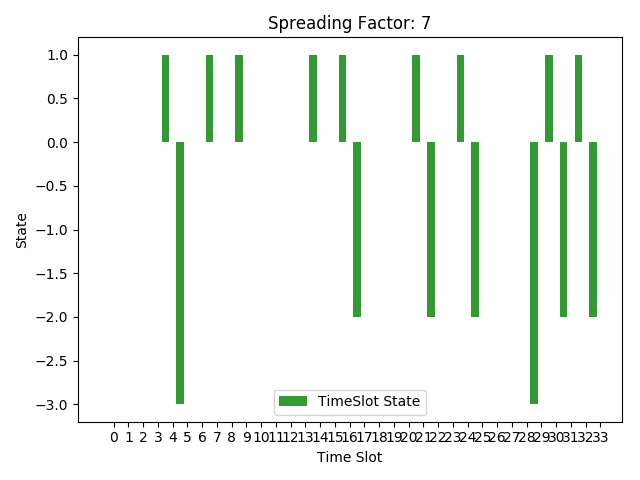 Spreading Factor: 7
1.0
0.5
0.0
−0.5
−1.0
−1.5
−2.0
−2.5
−3.0
State
TimeSlot State
0 1 2 3 4 5 6 7 8 9 10 11 12 13 14 15 16 17 18 19 20 21 22 23 24 25 26 27 28 29 30 31 32 33
Time Slot